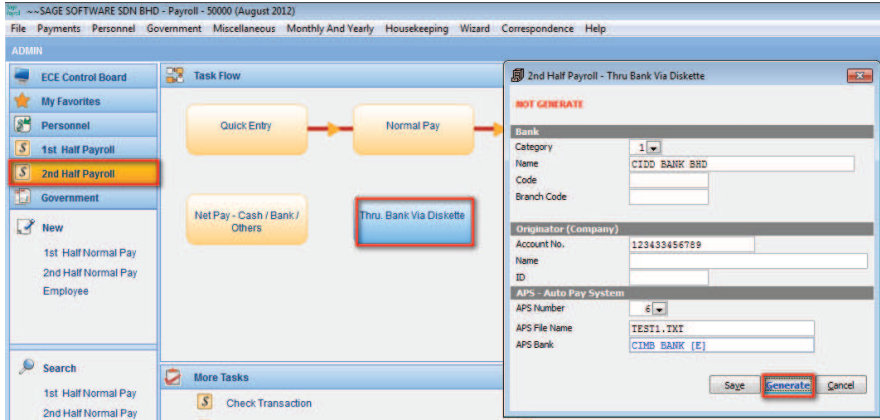 ~~SAGE SOFTWARE SDN BHD - Payroll - 50000 (August 2012)
File Payments Personnel Government Miscellaneous Monthly And Yearly Housekeeping Wizard Correspondence Help
ADMIN
ECE Control Board
My Favorites
Personnel
1st Half Payroll
2nd Half Payroll
Government
New
1st Half Normal Pay
2nd Half Normal Pay
Employee
Search
1st Half Normal Pay
2nd Half Normal Pay
Task Flow
Quick Entry
Normal Pay
Net Pay - Cash / Bank /
Others
Thru. Bank Via Diskette
More Tasks
Check Transaction
2nd Half Payroll - Thru Bank Via Diskette
NOT GENERATE
Bank
Category 1
Name CIDD BANK BHD
Code
Branch Code
Originator (Company)
Account No. 123433456789
Name
ID
APS - Auto Pay System
APS Number 6
APS File Name TEST1.TXT
APS Bank CIMB BANK [E]
Save Generate Cancel